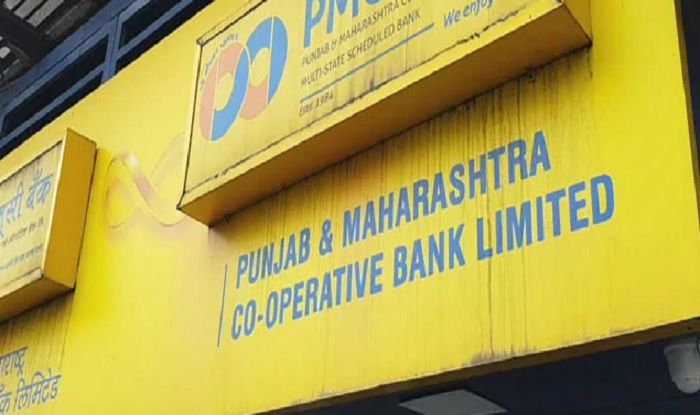 PMC
PUNJAB & MAHARASHTRA CO
MULTI-STATE SCHEDULED BANK
Estd. 1984
We enjoy
PUNJAB & MAHARASHTRA
CO-OPERATIVE BANK LIMITED
बैंक
लिमिटेड